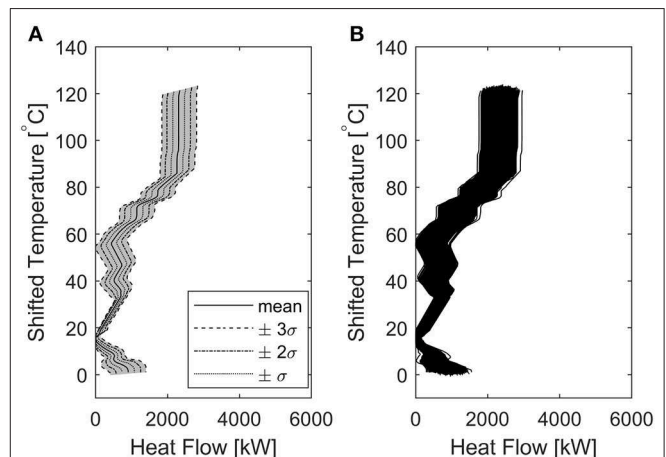 A
B
140
120
100
80
60
40
20
0
Shifted Temperature [°C]
mean
± 3σ
± 2σ
± σ
0 2000 4000 6000
Heat Flow [kW]
140
120
100
80
60
40
20
0
Shifted Temperature [°C]
0 2000 4000 6000
Heat Flow [kW]